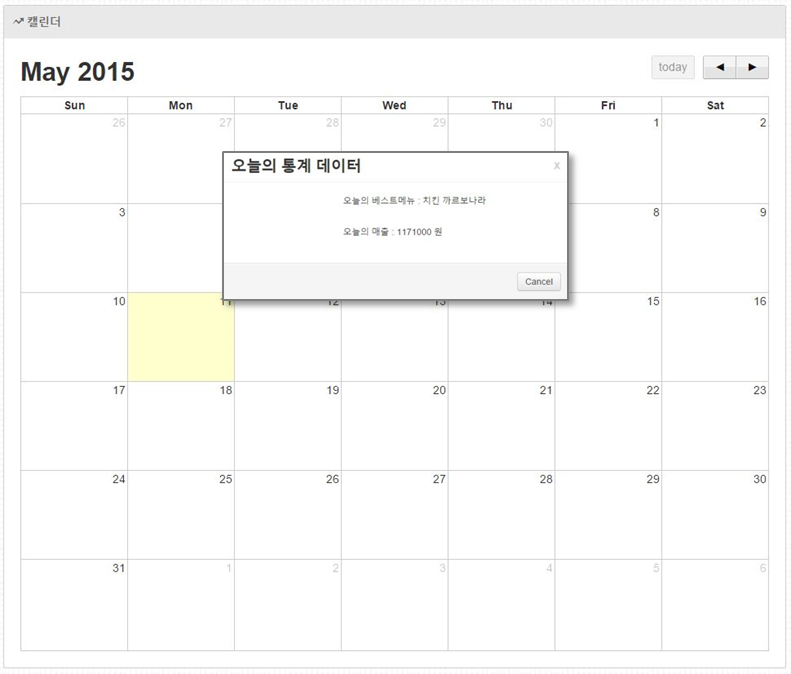 캘린더
May 2015
today
Sun Mon Tue Wed Thu Fri Sat
26 27 28 29 30 1 2
오늘의 통계 데이터 x
오늘의 베스트메뉴 : 치킨 까르보나라
오늘의 매출 : 1171000 원
Cancel
3 8 9
10 11 12 13 14 15 16
17 18 19 20 21 22 23
24 25 26 27 28 29 30
31 1 2 3 4 5 6